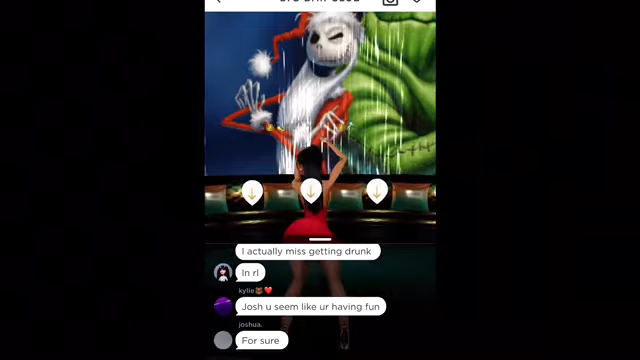 I actually miss getting drunk
In rl
kylie🐻❤️
Josh u seem like ur having fun
joshua.
For sure